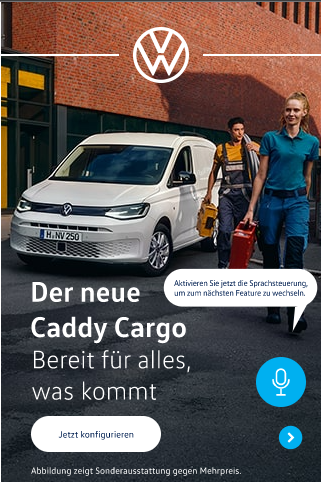 H NV 250
Aktivieren Sie jetzt die Sprachsteuerung,
um zum nächsten Feature zu wechseln.
Der neue
Caddy Cargo
Bereit für alles,
was kommt
Jetzt konfigurieren
Abbildung zeigt Sonderausstattung gegen Mehrpreis.